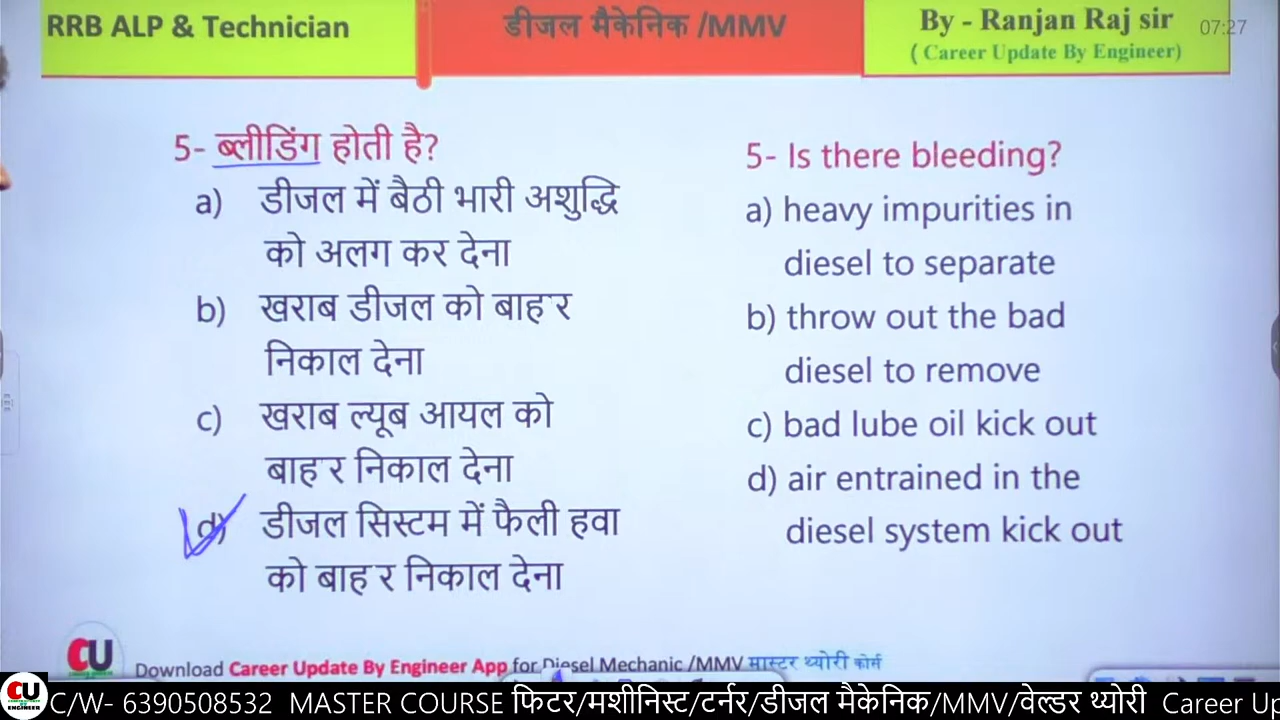 RRB ALP & Technician
डीजल मैकेनिक /MMV
By - Ranjan Raj sir
( Career Update By Engineer)
07:27
5- ब्लीडिंग होती है?
a) डीजल में बैठी भारी अशुद्धि
को अलग कर देना
b) खराब डीजल को बाहर
निकाल देना
c) खराब ल्यूब आयल को
बाहर निकाल देना
d) डीजल सिस्टम में फैली हवा
को बाहर निकाल देना
5- Is there bleeding?
a) heavy impurities in
diesel to separate
b) throw out the bad
diesel to remove
c) bad lube oil kick out
d) air entrained in the
diesel system kick out
CU
Download Career Update By Engineer App for Diesel Mechanic /MMV मास्टर थ्योरी कोर्स
CU
C/W- 6390508532 MASTER COURSE फिटर/मशीनिस्ट/टर्नर/डीजल मैकेनिक/MMV/वेल्डर थ्योरी Career Up